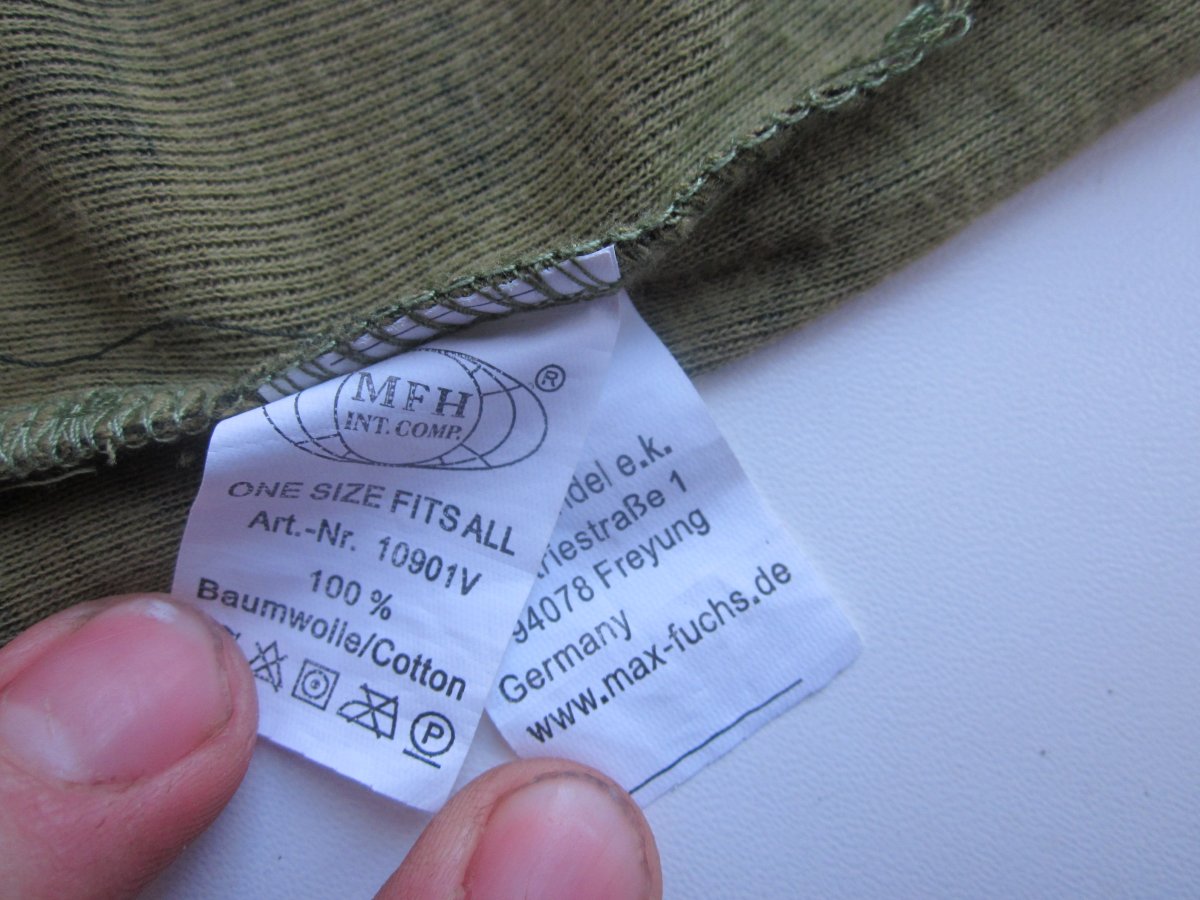 MFH
INT. COMP.
®
ONE SIZE FITS ALL
Art.-Nr. 10901V
100 %
Baumwolle/Cotton
P
del e.k.
riestraße 1
94078 Freyung
Germany
www.max-fuchs.de